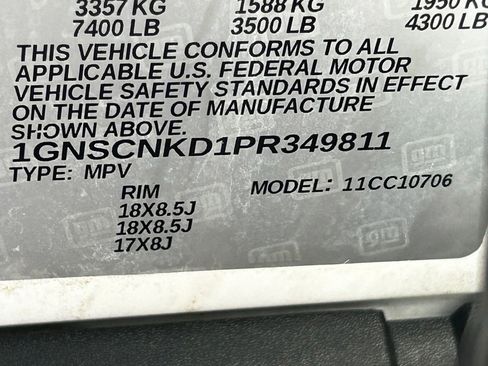 3357 KG 1588 KG 1950 KG
7400 LB 3500 LB 4300 LB
THIS VEHICLE CONFORMS TO ALL
APPLICABLE U.S. FEDERAL MOTOR
VEHICLE SAFETY STANDARDS IN EFFECT
ON THE DATE OF MANUFACTURE
SHOWN ABOVE.
1GNSCNKD1PR349811
TYPE: MPV MODEL: 11CC10706
RIM
18X8.5J
18X8.5J
17X8J